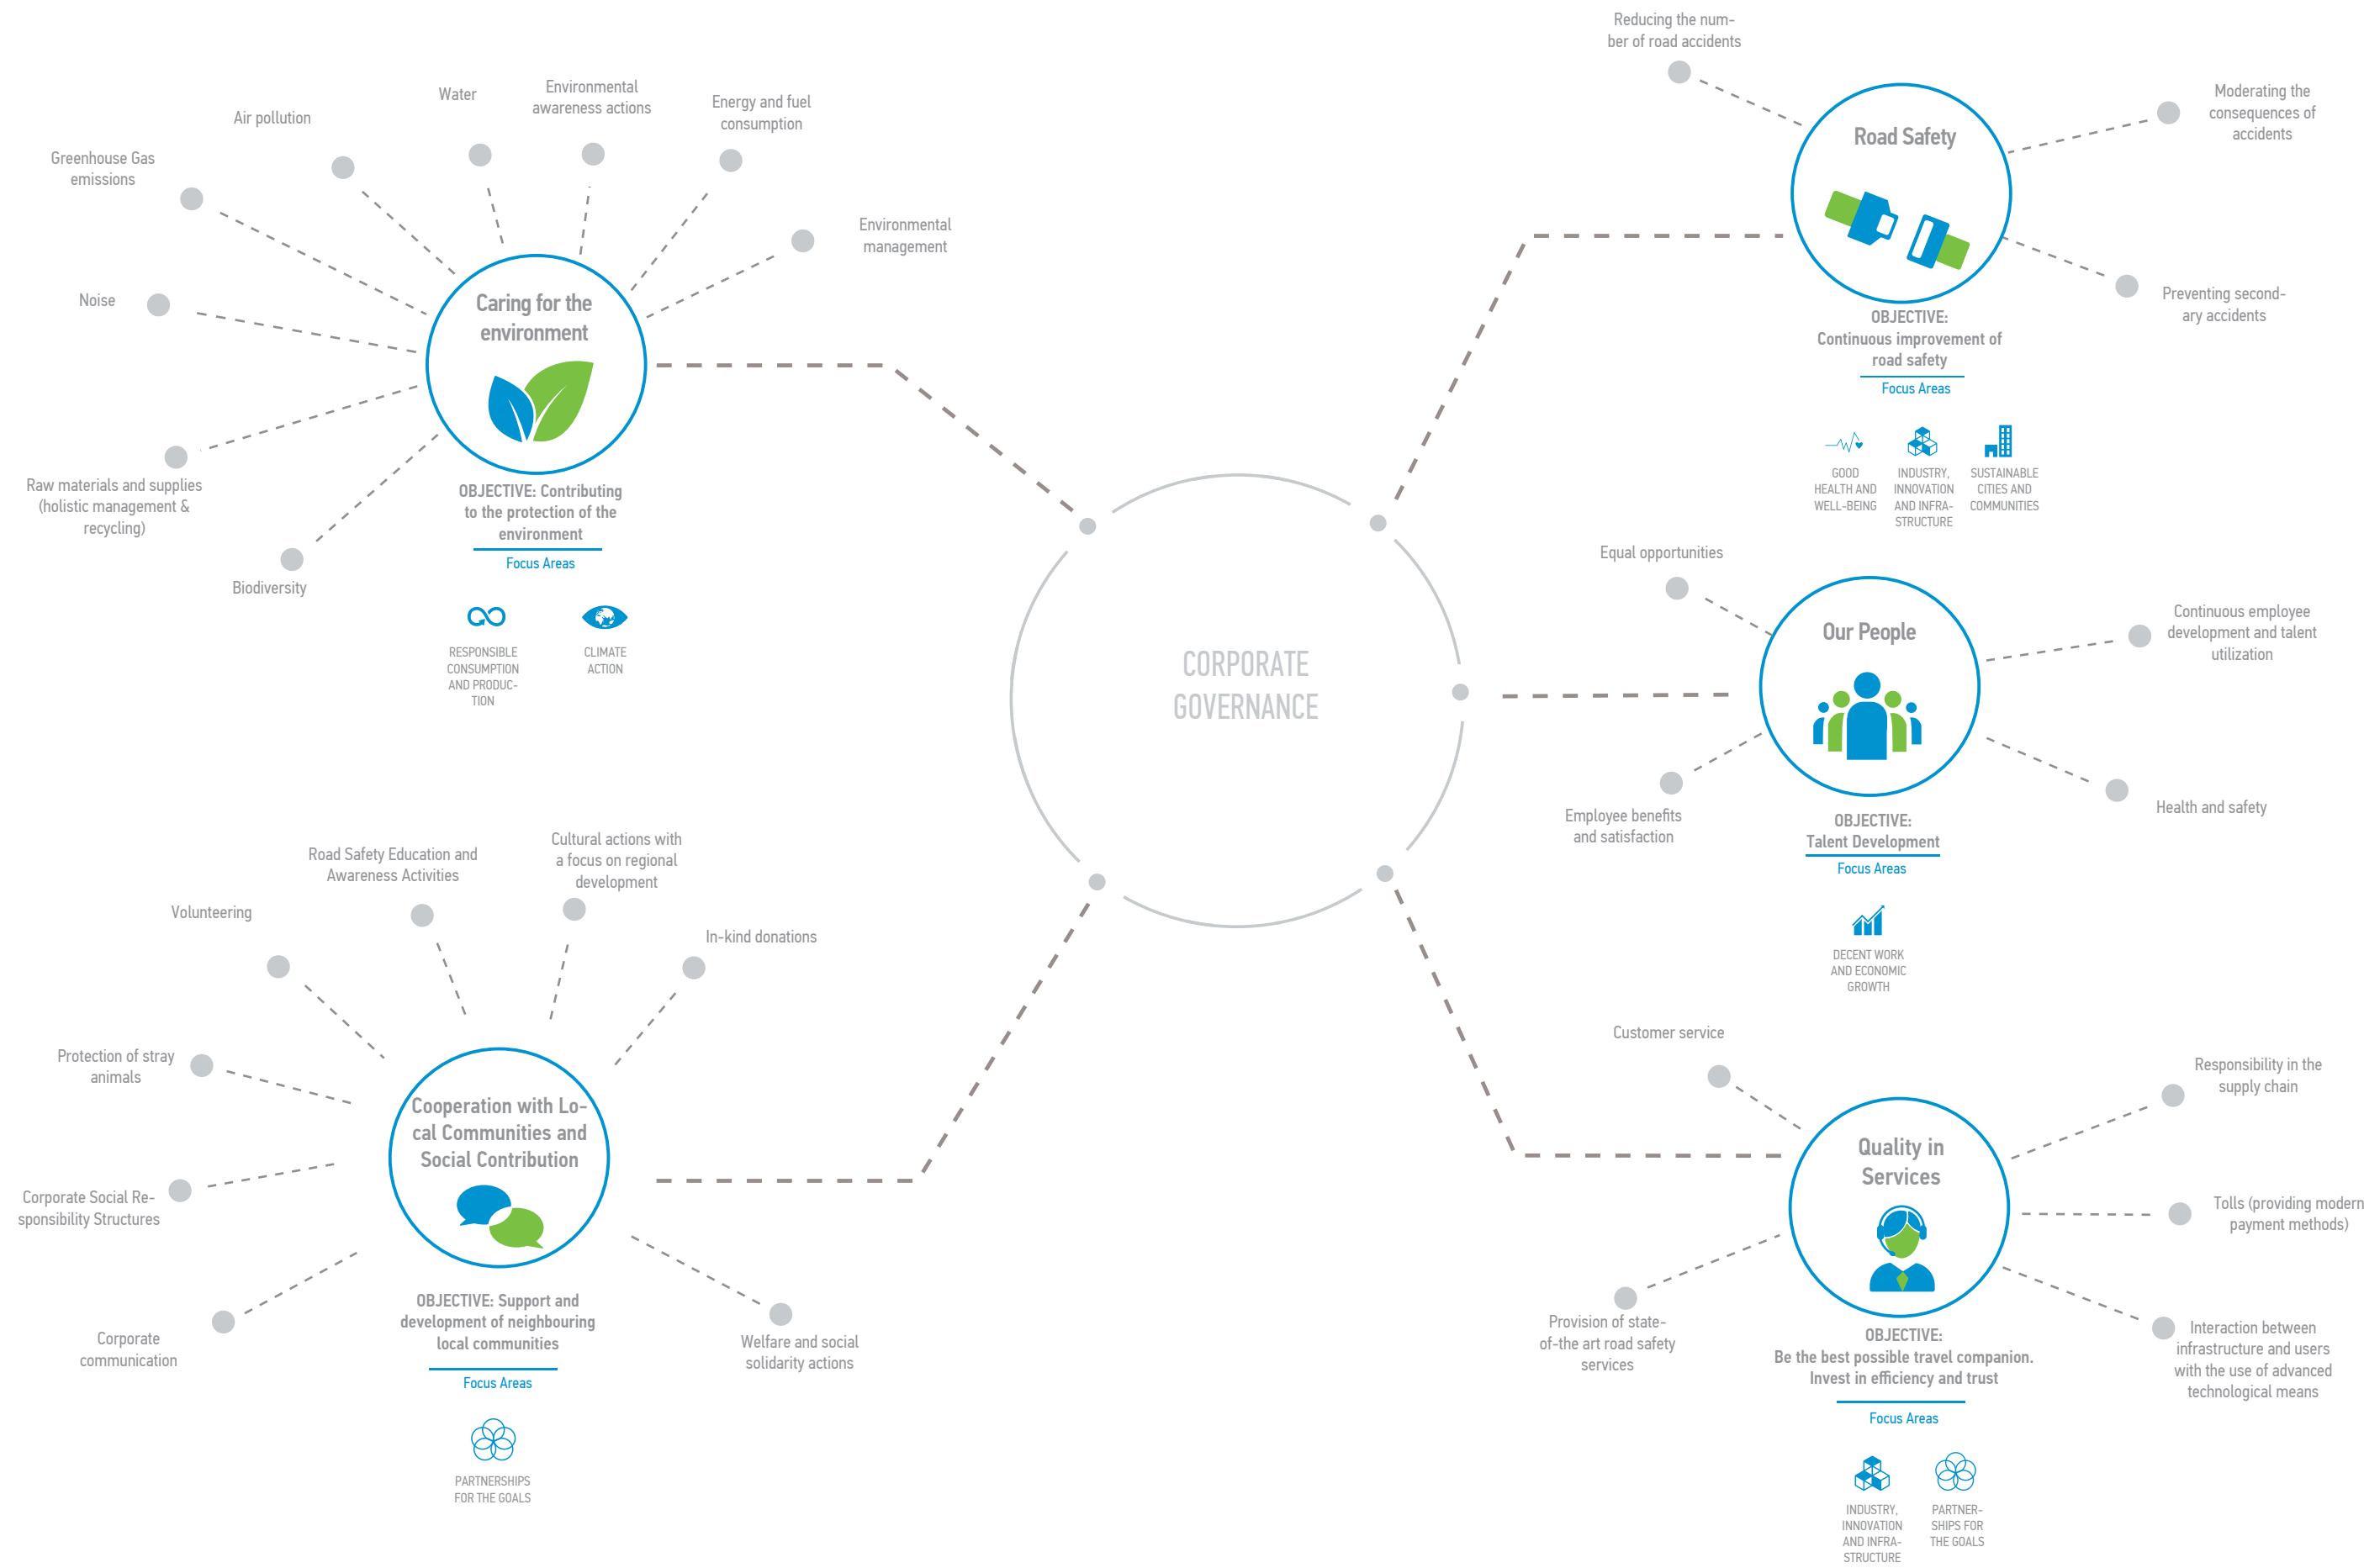 Reducing the num-
ber of road accidents
Moderating the
consequences of
accidents
Road Safety
Preventing second-
ary accidents
OBJECTIVE:
Continuous improvement of
road safety
Focus Areas
GOOD
HEALTH AND
WELL-BEING
INDUSTRY,
INNOVATION
AND INFRA-
STRUCTURE
SUSTAINABLE
CITIES AND
COMMUNITIES
Water
Environmental
awareness actions
Energy and fuel
consumption
Air pollution
Greenhouse Gas
emissions
Environmental
management
Noise
Caring for the
environment
Raw materials and supplies
(holistic management &
recycling)
Biodiversity
OBJECTIVE: Contributing
to the protection of the
environment
Focus Areas
RESPONSIBLE
CONSUMPTION
AND PRODUC-
TION
CLIMATE
ACTION
CORPORATE
GOVERNANCE
Equal opportunities
Continuous employee
development and talent
utilization
Our People
Employee benefits
and satisfaction
Health and safety
OBJECTIVE:
Talent Development
Focus Areas
DECENT WORK
AND ECONOMIC
GROWTH
Cultural actions with
a focus on regional
development
Road Safety Education and
Awareness Activities
Volunteering
In-kind donations
Protection of stray
animals
Cooperation with Lo-
cal Communities and
Social Contribution
Corporate Social Re-
sponsibility Structures
Corporate
communication
Welfare and social
solidarity actions
OBJECTIVE: Support and
development of neighbouring
local communities
Focus Areas
PARTNERSHIPS
FOR THE GOALS
Customer service
Responsibility in the
supply chain
Quality in
Services
Tolls (providing modern
payment methods)
Provision of state-
of-the art road safety
services
Interaction between
infrastructure and users
with the use of advanced
technological means
OBJECTIVE:
Be the best possible travel companion.
Invest in efficiency and trust
Focus Areas
INDUSTRY,
INNOVATION
AND INFRA-
STRUCTURE
PARTNER-
SHIPS FOR
THE GOALS